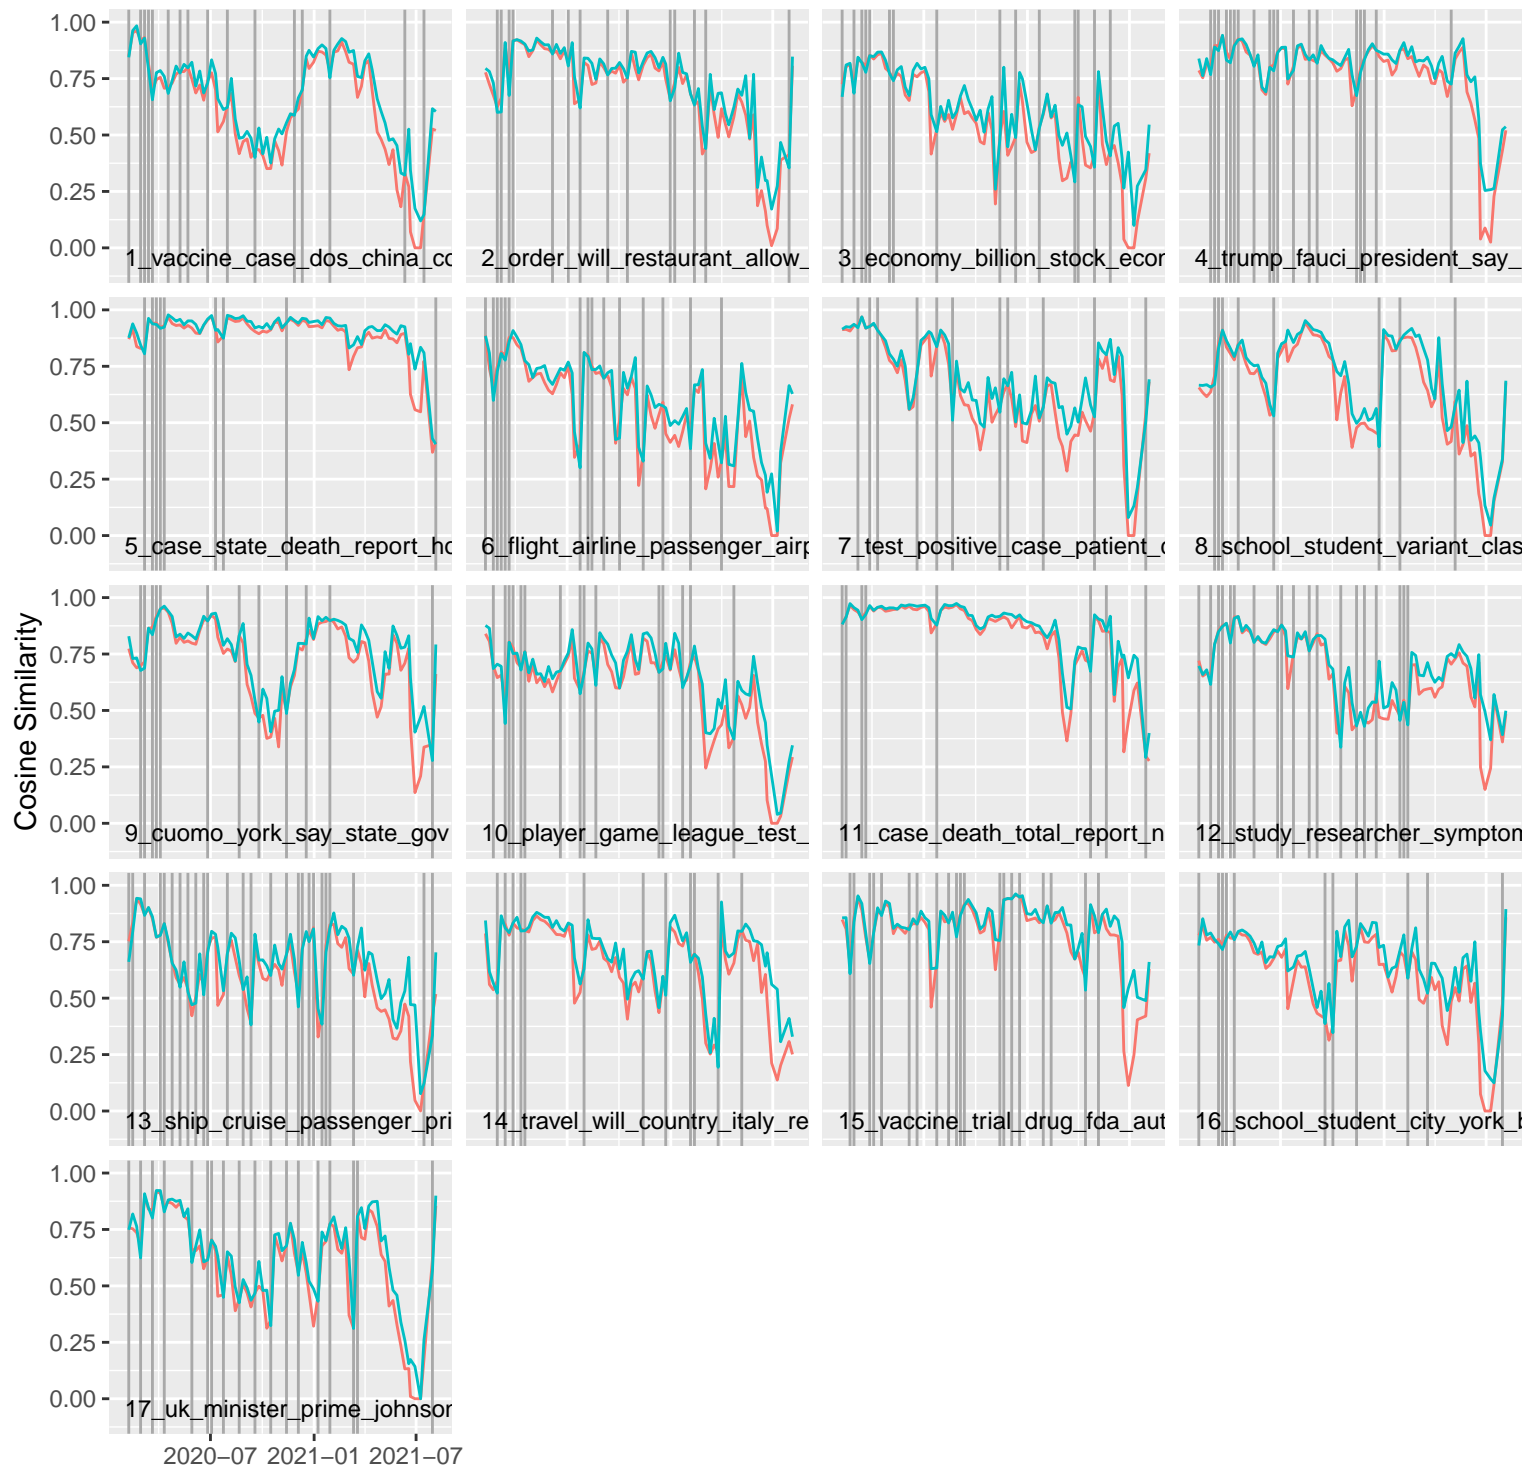 1.00
0.75
0.50
0.25
0.00
1_vaccine_case_dos_china_co
2_order_will_restaurant_allow_
3_economy_billion_stock_econ
4_trump_fauci_president_say_
1.00
0.75
0.50
0.25
0.00
5_case_state_death_report_ho
6_flight_airline_passenger_airp
7_test_positive_case_patient_c
8_school_student_variant_clas
Cosine Similarity
1.00
0.75
0.50
0.25
0.00
9_cuomo_york_say_state_gov
10_player_game_league_test_
11_case_death_total_report_n
12_study_researcher_symptom
1.00
0.75
0.50
0.25
0.00
13_ship_cruise_passenger_pri
14_travel_will_country_italy_re
15_vaccine_trial_drug_fda_aut
16_school_student_city_york_b
1.00
0.75
0.50
0.25
0.00
17_uk_minister_prime_johnson
2020−07 2021−01 2021−07